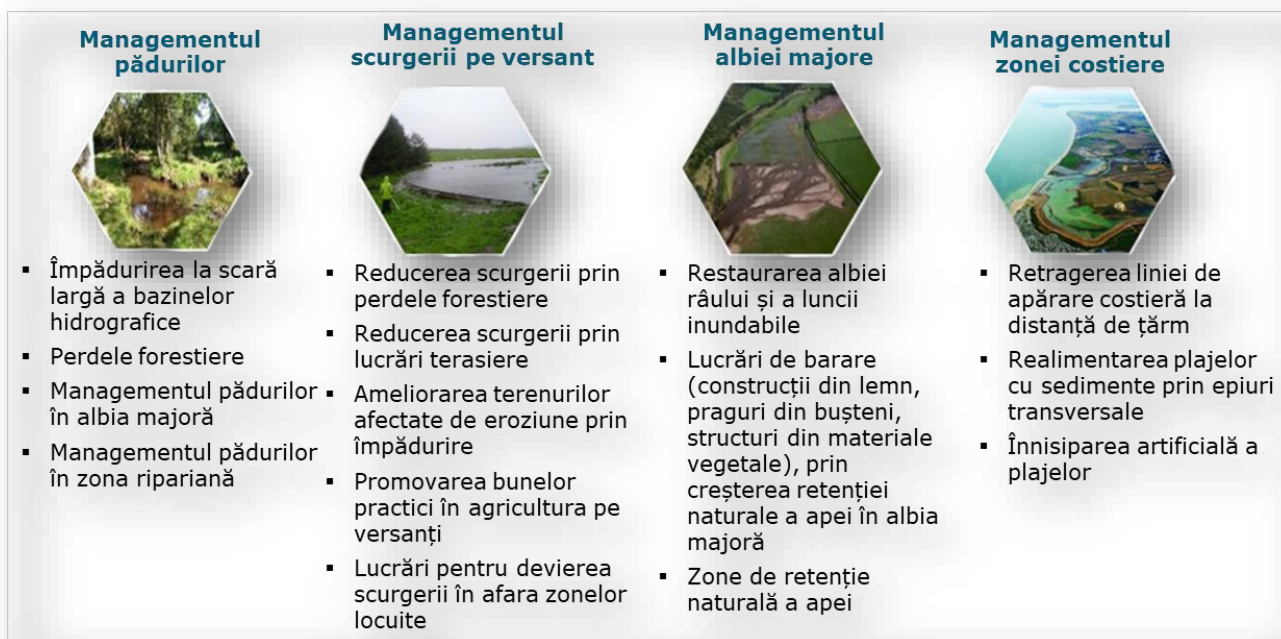 Managementul
pădurilor
▪ Împădurirea la scară
largă a bazinelor
hidrografice
▪ Perdele forestiere
▪ Managementul pădurilor
în albia majoră
▪ Managementul pădurilor
în zona ripariană
Managementul
scurgerii pe versant
▪ Reducerea scurgerii prin
perdele forestiere
▪ Reducerea scurgerii prin
lucrări terasiere
▪ Ameliorarea terenurilor
afectate de eroziune prin
împădurire
▪ Promovarea bunelor
practici în agricultura pe
versanți
▪ Lucrări pentru devierea
scurgerii în afara zonelor
locuite
Managementul
albiei majore
▪ Restaurarea albiei
râului și a luncii
inundabile
▪ Lucrări de barare
(construcții din lemn,
praguri din bușteni,
structuri din materiale
vegetale), prin
creșterea retenției
naturale a apei în albia
majoră
▪ Zone de retenție
naturală a apei
Managementul
zonei costiere
▪ Retragerea liniei de
apărare costieră la
distanță de țărm
▪ Realimentarea plajelor
cu sedimente prin epiuri
transversale
▪ Înnisiparea artificială a
plajelor